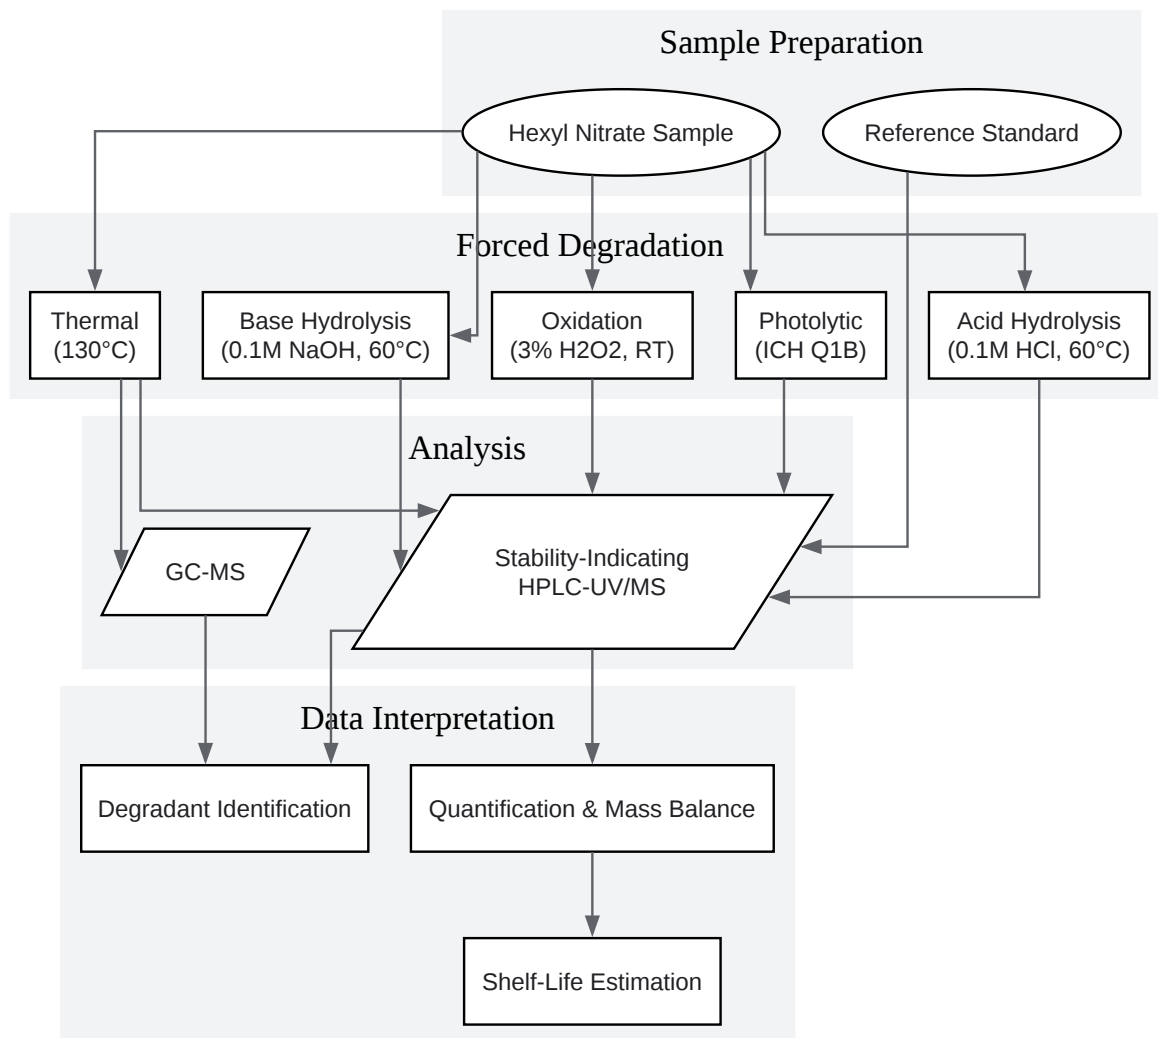 Sample Preparation
Hexyl Nitrate Sample
Reference Standard
Forced Degradation
Thermal
(130°C)
Base Hydrolysis
(0.1M NaOH, 60°C)
Oxidation
(3% H2O2, RT)
Photolytic
(ICH Q1B)
Acid Hydrolysis
(0.1M HCl, 60°C)
Analysis
GC-MS
Stability-Indicating
HPLC-UV/MS
Data Interpretation
Degradant Identification
Quantification & Mass Balance
Shelf-Life Estimation